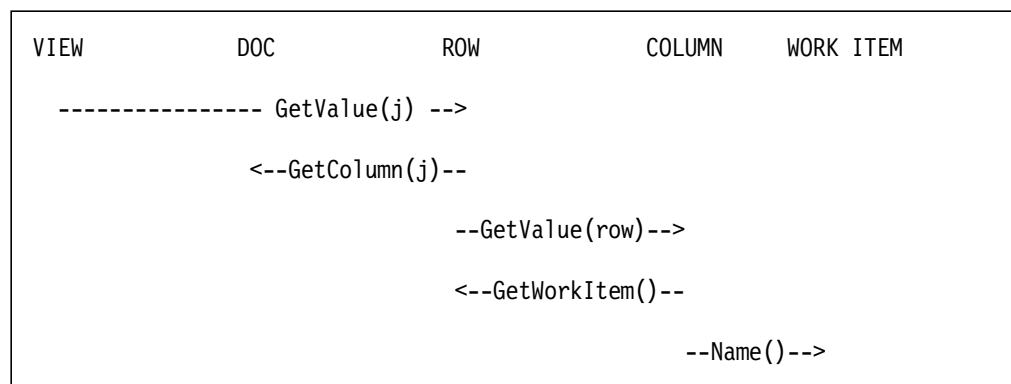 VIEW DOC ROW COLUMN WORK ITEM
---------------- GetValue(j) -->
<--GetColumn(j)--
--GetValue(row)-->
<--GetWorkItem()--
--Name()-->